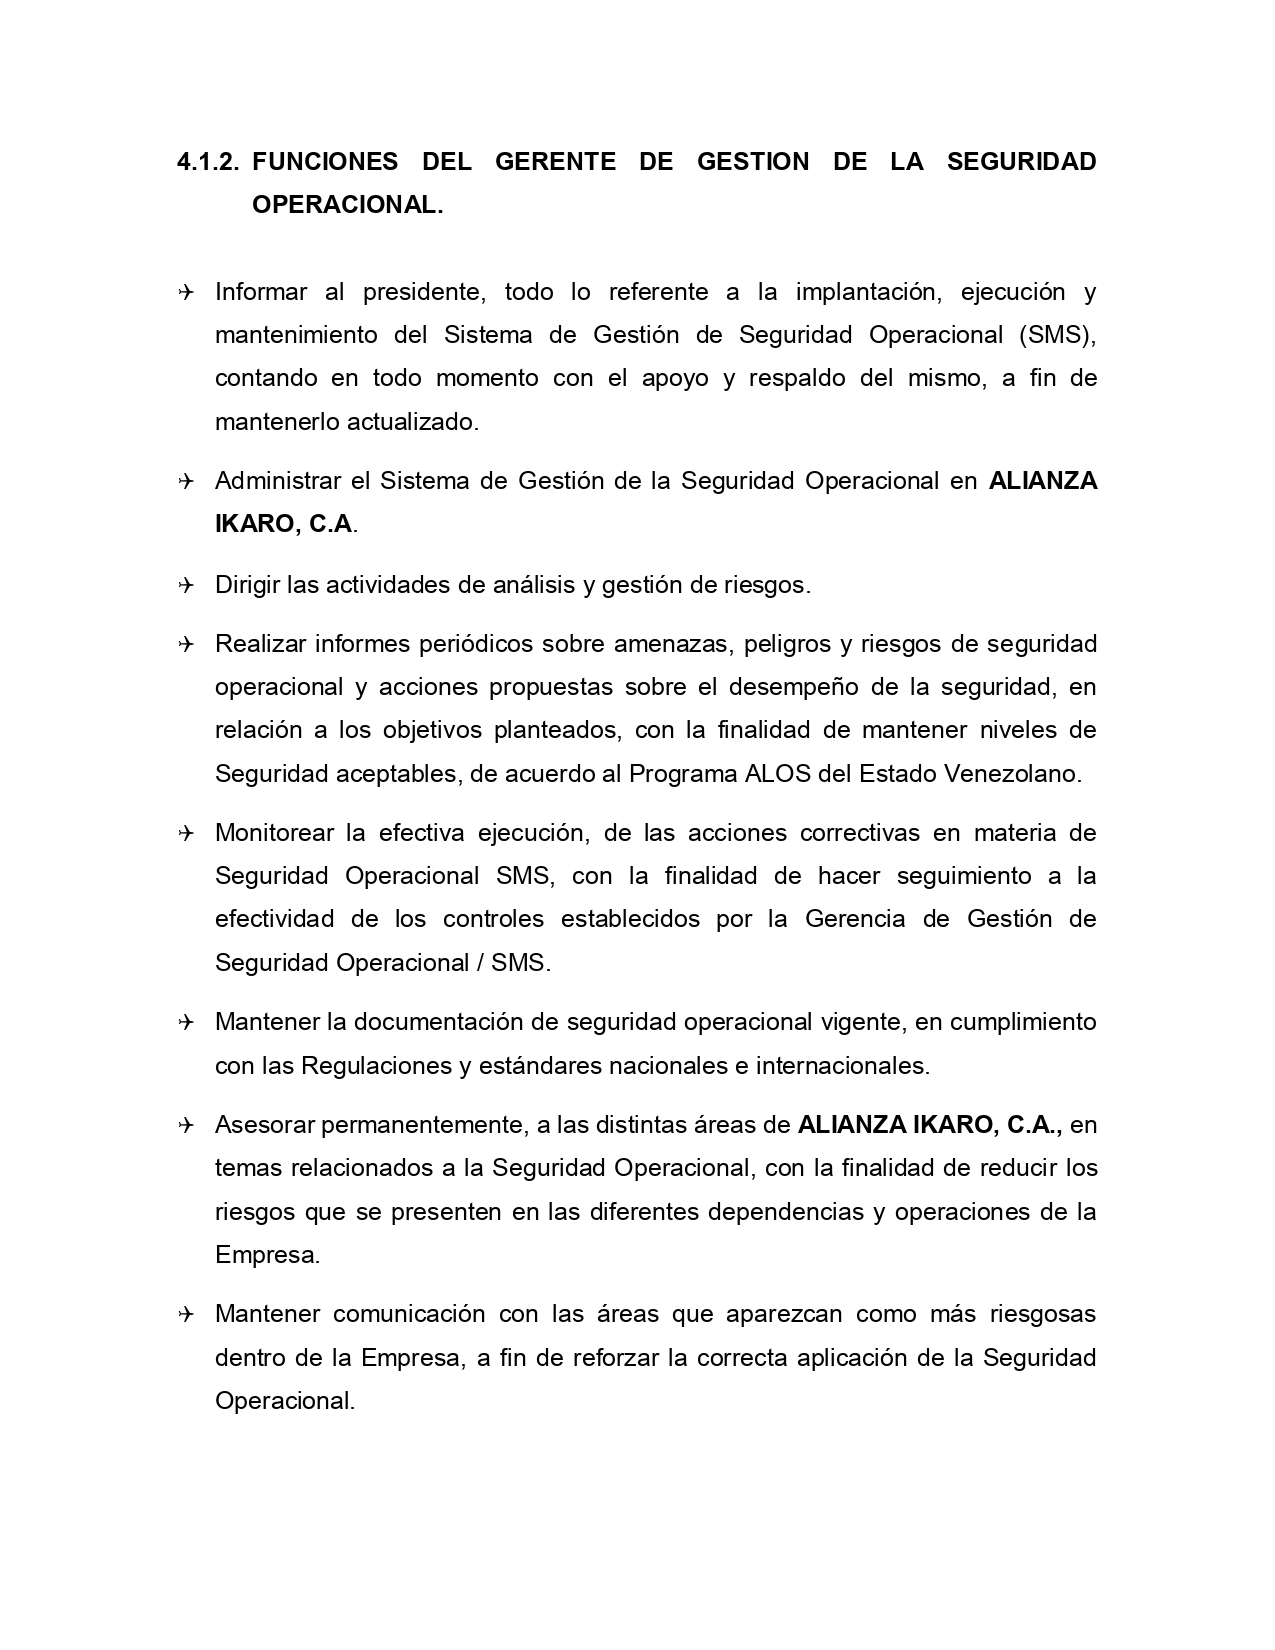 4.1.2. FUNCIONES DEL GERENTE DE GESTION DE LA SEGURIDAD
OPERACIONAL.
✈ Informar al presidente, todo lo referente a la implantación, ejecución y
mantenimiento del Sistema de Gestión de Seguridad Operacional (SMS),
contando en todo momento con el apoyo y respaldo del mismo, a fin de
mantenerlo actualizado.
✈ Administrar el Sistema de Gestión de la Seguridad Operacional en ALIANZA
IKARO, C.A.
✈ Dirigir las actividades de análisis y gestión de riesgos.
✈ Realizar informes periódicos sobre amenazas, peligros y riesgos de seguridad
operacional y acciones propuestas sobre el desempeño de la seguridad, en
relación a los objetivos planteados, con la finalidad de mantener niveles de
Seguridad aceptables, de acuerdo al Programa ALOS del Estado Venezolano.
✈ Monitorear la efectiva ejecución, de las acciones correctivas en materia de
Seguridad Operacional SMS, con la finalidad de hacer seguimiento a la
efectividad de los controles establecidos por la Gerencia de Gestión de
Seguridad Operacional / SMS.
✈ Mantener la documentación de seguridad operacional vigente, en cumplimiento
con las Regulaciones y estándares nacionales e internacionales.
✈ Asesorar permanentemente, a las distintas áreas de ALIANZA IKARO, C.A., en
temas relacionados a la Seguridad Operacional, con la finalidad de reducir los
riesgos que se presenten en las diferentes dependencias y operaciones de la
Empresa.
✈ Mantener comunicación con las áreas que aparezcan como más riesgosas
dentro de la Empresa, a fin de reforzar la correcta aplicación de la Seguridad
Operacional.